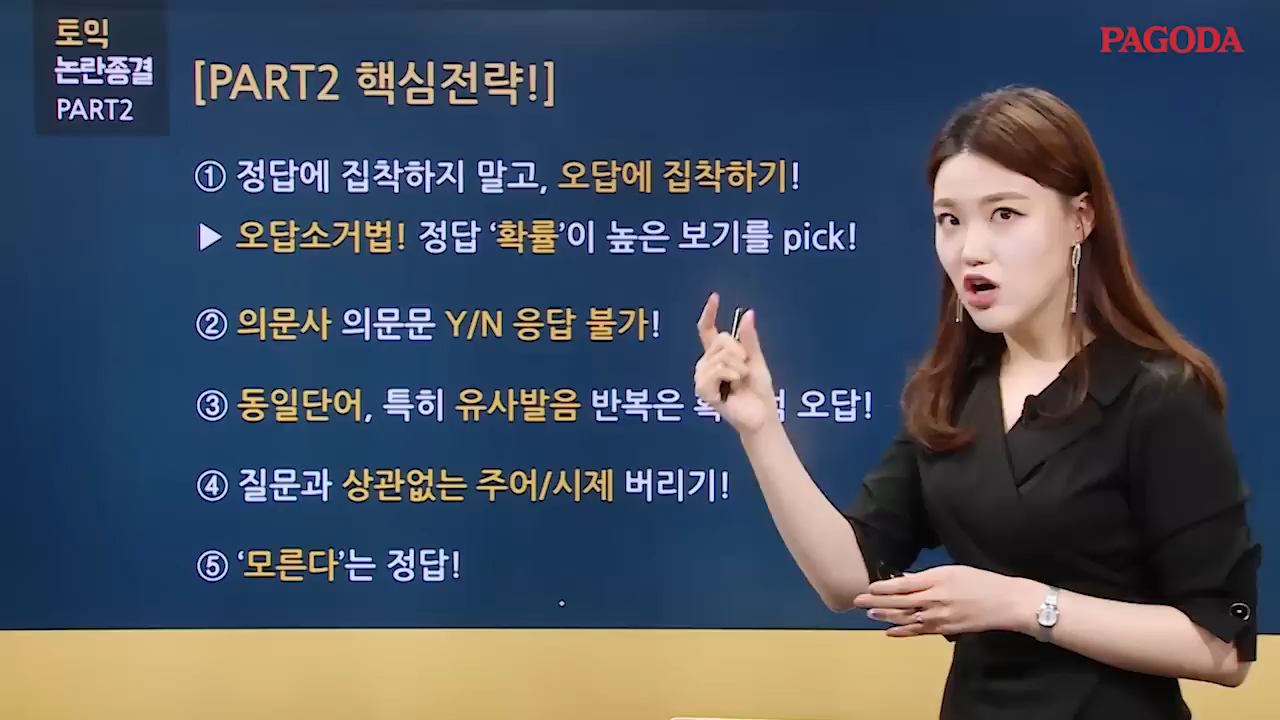 토익
논란종결
PART2
PAGODA
[PART2 핵심전략!]
① 정답에 집착하지 말고, 오답에 집착하기!
▶ 오답소거법! 정답 ‘확률’이 높은 보기를 pick!
② 의문사 의문문 Y/N 응답 불가!
③ 동일단어, 특히 유사발음 반복은 오답!
④ 질문과 상관없는 주어/시제 버리기!
⑤ ‘모른다’는 정답!